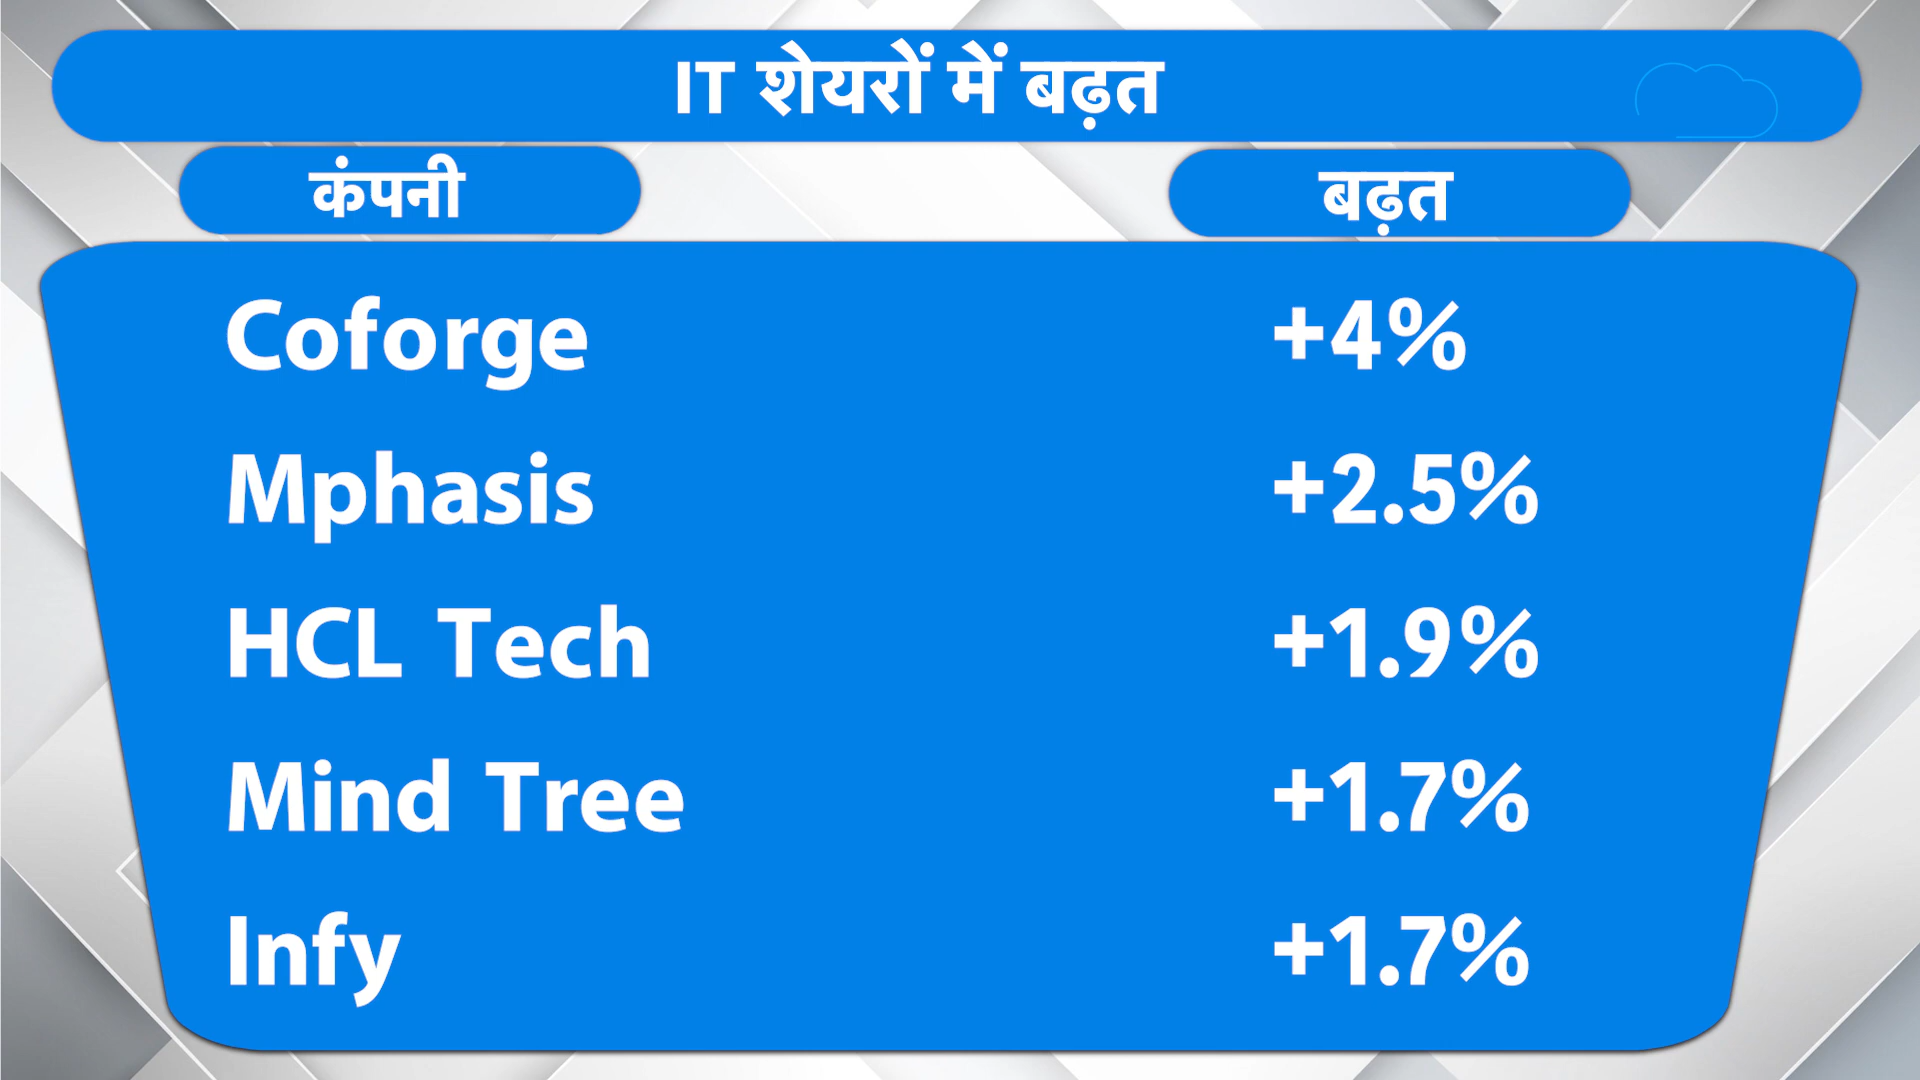 IT शेयरों में बढ़त
कंपनी बढ़त
Coforge +4%
Mphasis +2.5%
HCL Tech +1.9%
Mind Tree +1.7%
Infy +1.7%